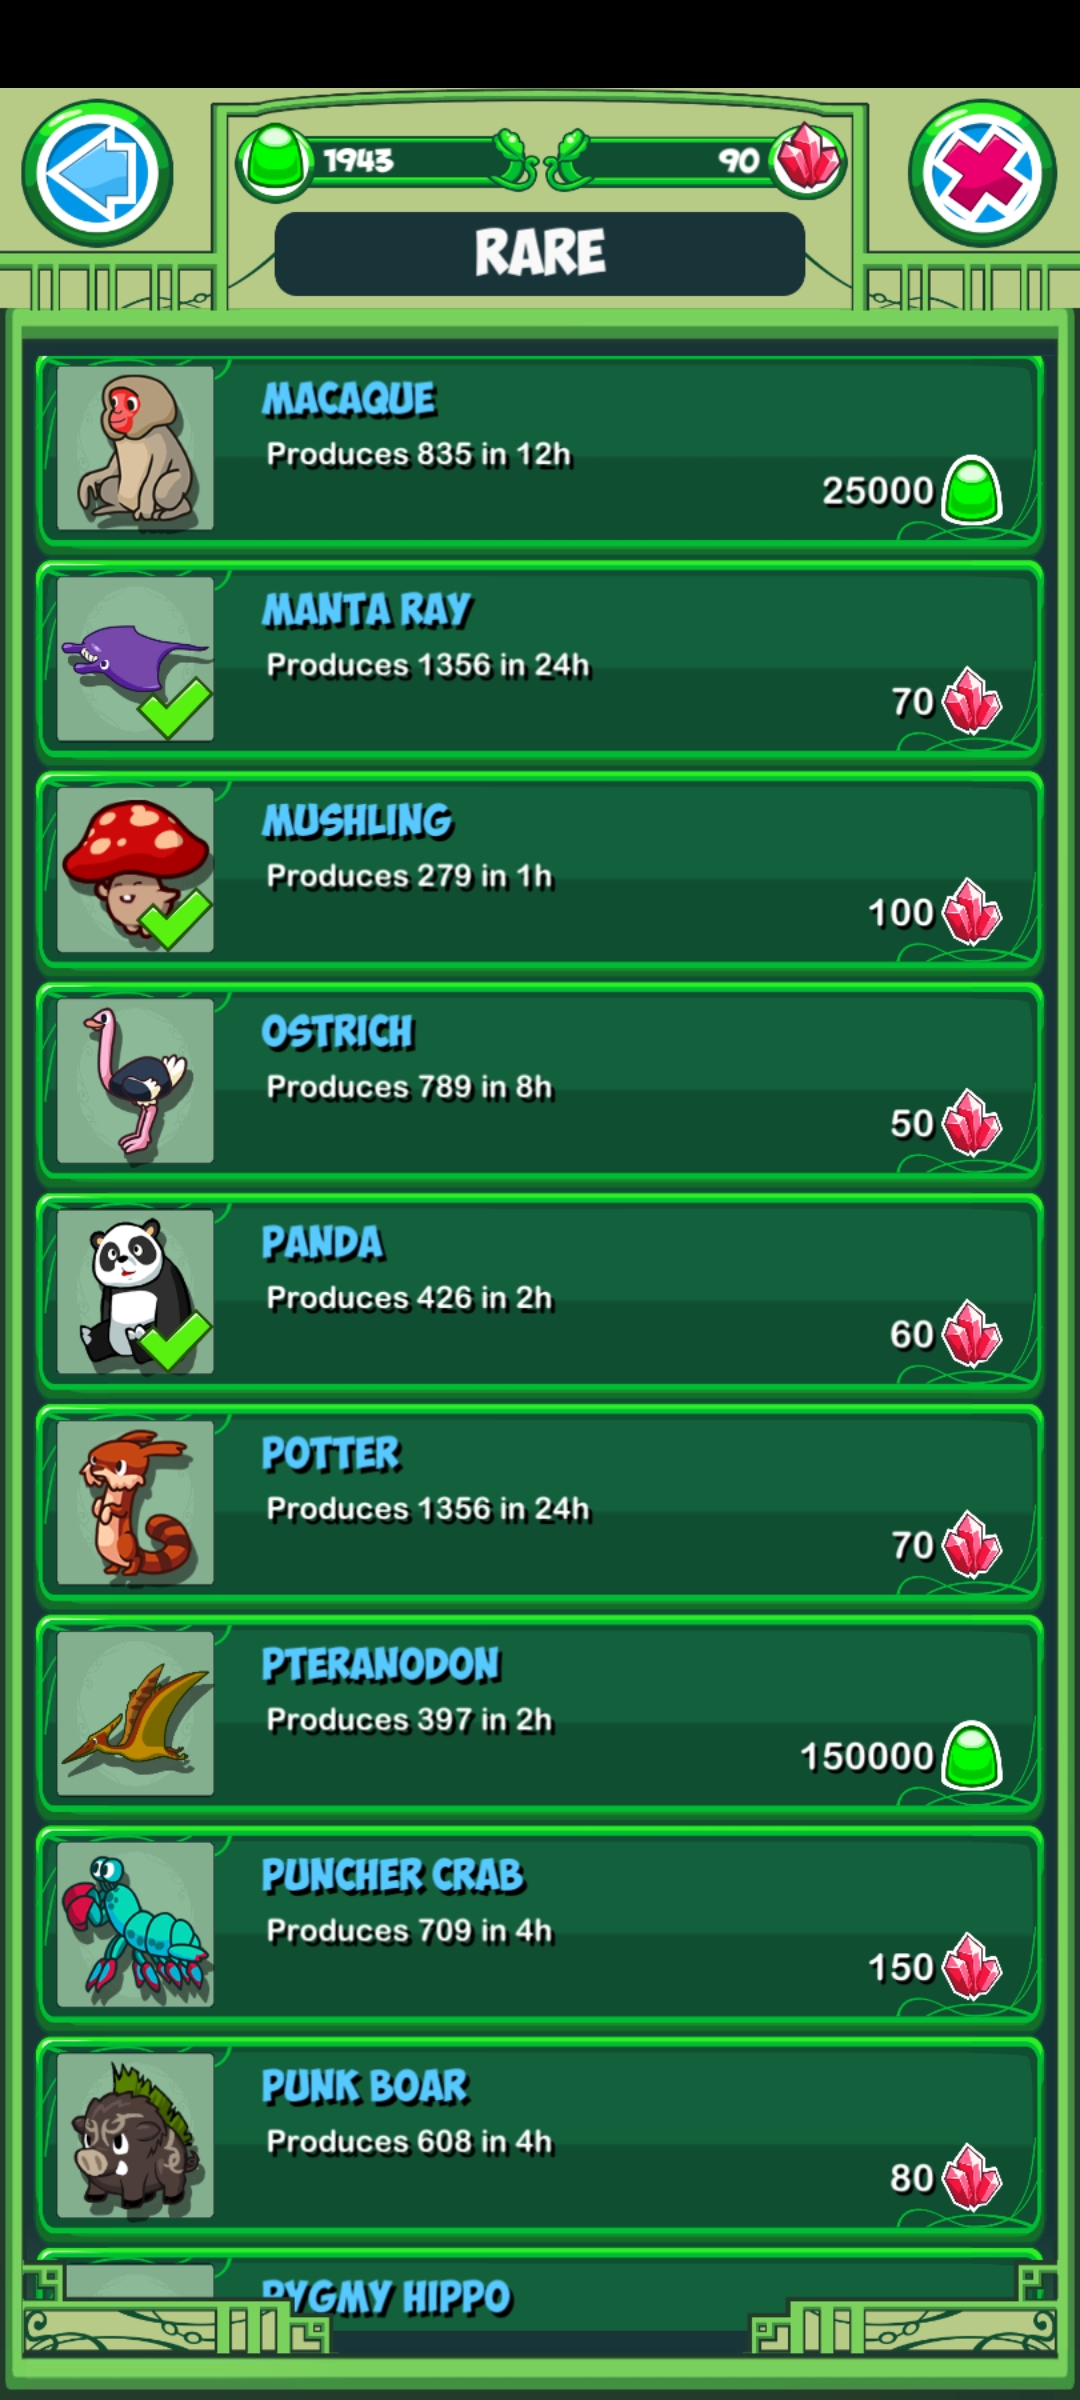 1943
90
RARE
MACAQUE
Produces 835 in 12h
25000
MANTA RAY
Produces 1356 in 24h
70
MUSHLING
Produces 279 in 1h
100
OSTRICH
Produces 789 in 8h
50
PANDA
Produces 426 in 2h
60
POTTER
Produces 1356 in 24h
70
PTERANODON
Produces 397 in 2h
150000
PUNCHER CRAB
Produces 709 in 4h
150
PUNK BOAR
Produces 608 in 4h
80
PYGMY HIPPO